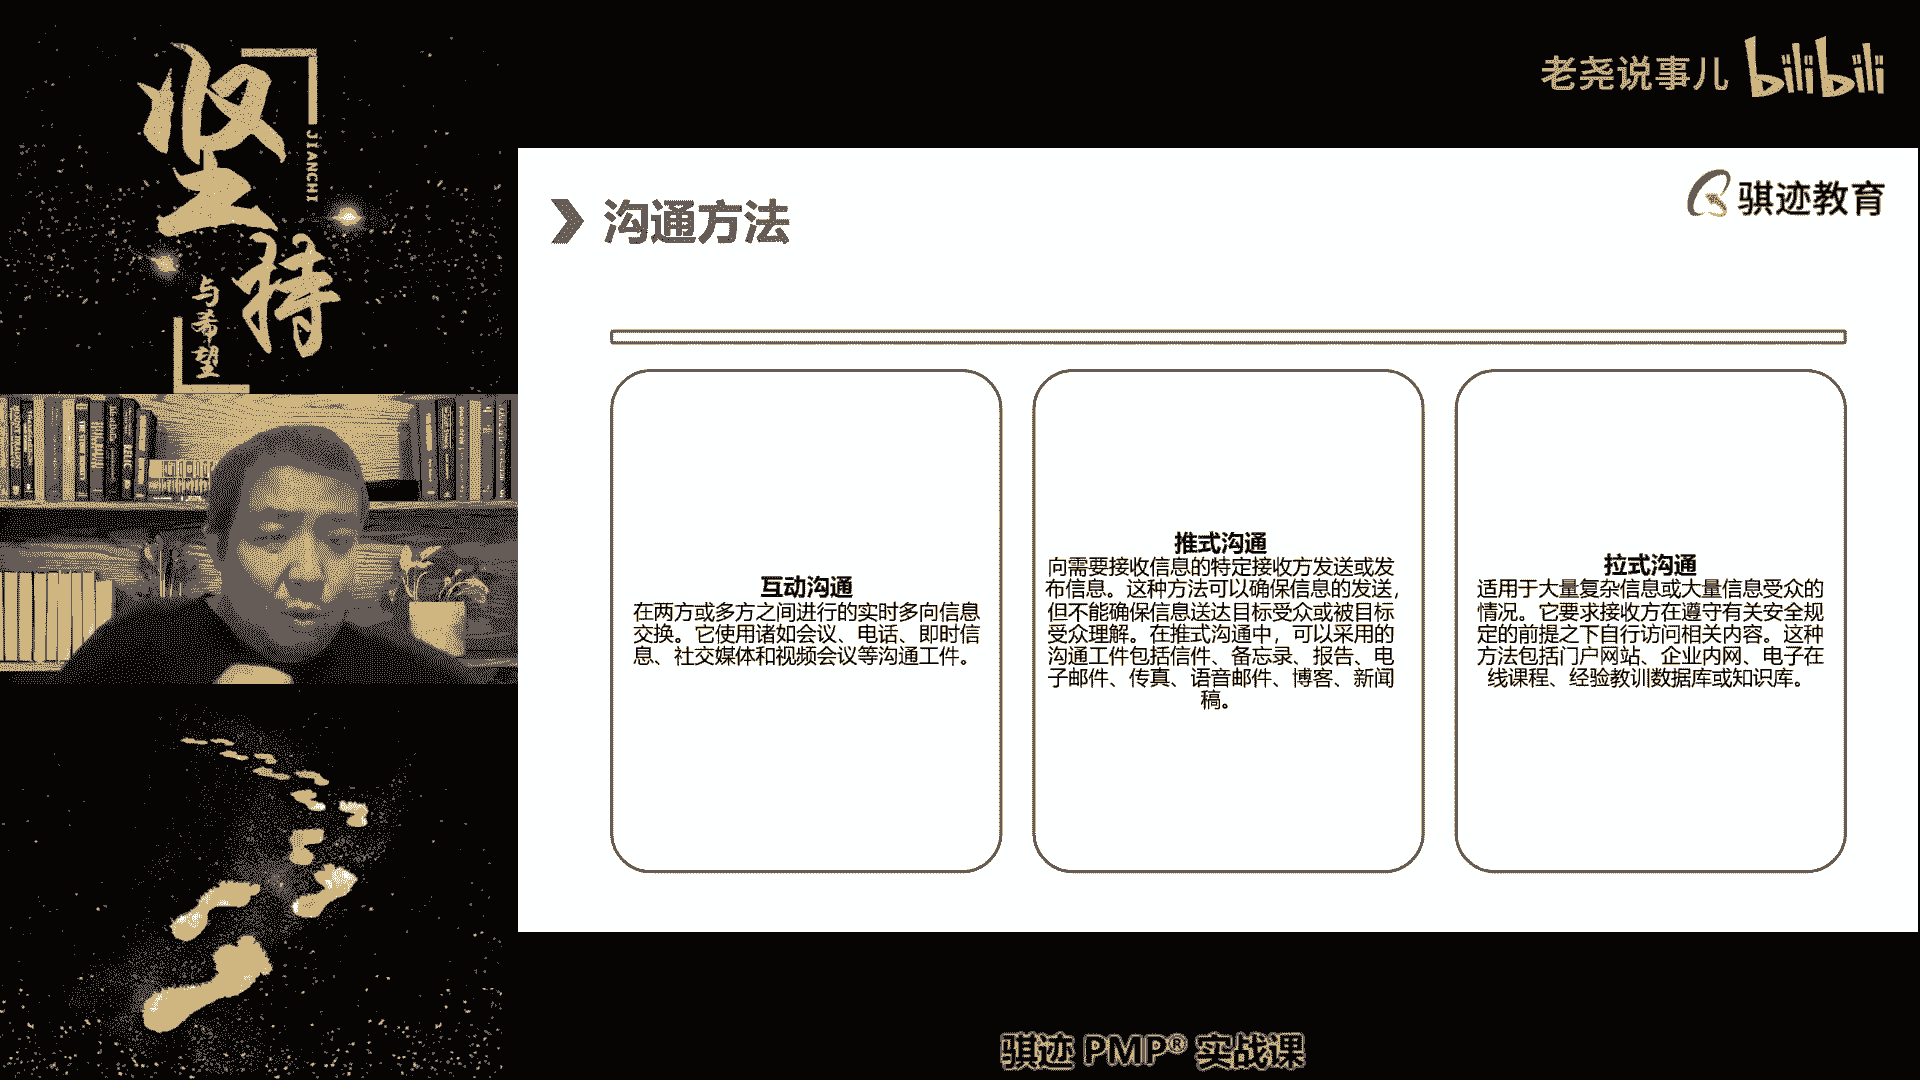 坚
持
JIANCHI
与
希
望
老尧说事儿 bilibili
骐迹教育
沟通方法
互动沟通
在两方或多方之间进行的实时多向信息
交换。它使用诸如会议、电话、即时信
息、社交媒体和视频会议等沟通工件。
推式沟通
向需要接收信息的特定接收方发送或发
布信息。这种方法可以确保信息的发送，
但不能确保信息送达目标受众或被目标
受众理解。在推式沟通中，可以采用的
沟通工件包括信件、备忘录、报告、电
子邮件、传真、语音邮件、博客、新闻
稿。
拉式沟通
适用于大量复杂信息或大量信息受众的
情况。它要求接收方在遵守有关安全规
定的前提之下自行访问相关内容。这种
方法包括门户网站、企业内网、电子在
线课程、经验教训数据库或知识库。
骐迹 PMP® 实战课